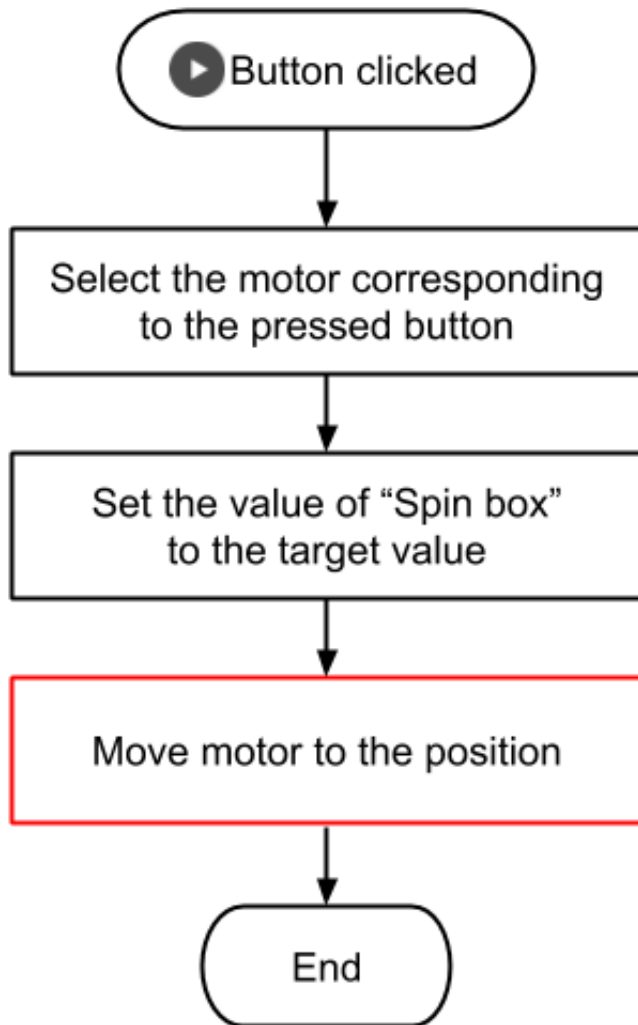 Button clicked
Select the motor corresponding
to the pressed button
Set the value of “Spin box”
to the target value
Move motor to the position
End